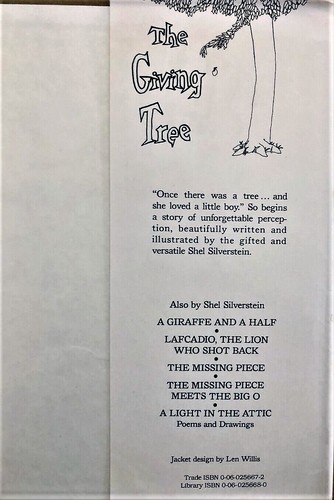 The
Giving
Tree
“Once there was a tree ... and
she loved a little boy.” So begins
a story of unforgettable percep-
tion, beautifully written and
illustrated by the gifted and
versatile Shel Silverstein.
Also by Shel Silverstein
A GIRAFFE AND A HALF
•
LAFCADIO, THE LION
WHO SHOT BACK
•
THE MISSING PIECE
•
THE MISSING PIECE
MEETS THE BIG O
•
A LIGHT IN THE ATTIC
Poems and Drawings
Jacket design by Len Willis
Trade ISBN 0-06-025667-2
Library ISBN 0-06-025668-0